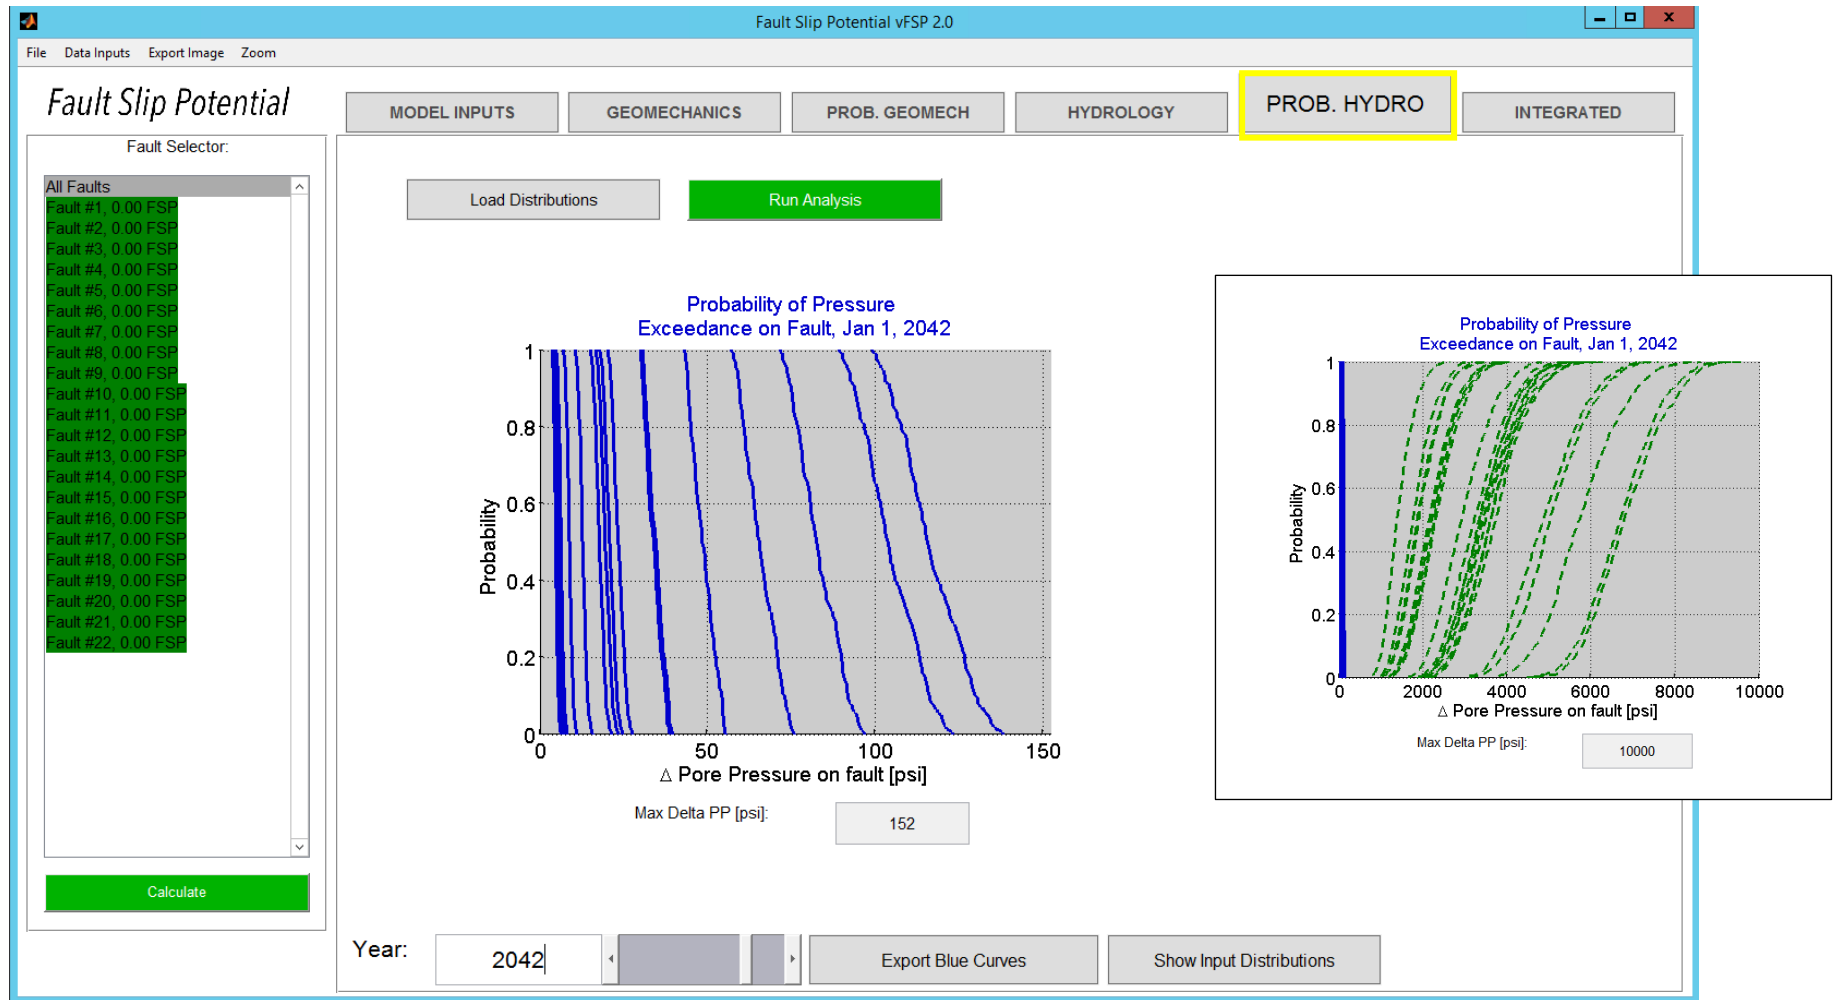 Fault Slip Potential vFSP 2.0
File Data Inputs Export Image Zoom
Fault Slip Potential
MODEL INPUTS
GEOMECHANICS
PROB. GEOMECH
HYDROLOGY
PROB. HYDRO
INTEGRATED
Fault Selector:
All Faults
Fault #1, 0.00 FSP
Fault #2, 0.00 FSP
Fault #3, 0.00 FSP
Fault #4, 0.00 FSP
Fault #5, 0.00 FSP
Fault #6, 0.00 FSP
Fault #7, 0.00 FSP
Fault #8, 0.00 FSP
Fault #9, 0.00 FSP
Fault #10, 0.00 FSP
Fault #11, 0.00 FSP
Fault #12, 0.00 FSP
Fault #13, 0.00 FSP
Fault #14, 0.00 FSP
Fault #15, 0.00 FSP
Fault #16, 0.00 FSP
Fault #17, 0.00 FSP
Fault #18, 0.00 FSP
Fault #19, 0.00 FSP
Fault #20, 0.00 FSP
Fault #21, 0.00 FSP
Fault #22, 0.00 FSP
Calculate
Load Distributions
Run Analysis
Probability of Pressure
Exceedance on Fault, Jan 1, 2042
1
0.8
0.6
0.4
0.2
0
Probability
0 50 100 150
Δ Pore Pressure on fault [psi]
Max Delta PP [psi]:
152
Probability of Pressure
Exceedance on Fault, Jan 1, 2042
1
0.8
0.6
0.4
0.2
0
Probability
0 2000 4000 6000 8000 10000
Δ Pore Pressure on fault [psi]
Max Delta PP [psi]:
10000
Year:
2042
Export Blue Curves
Show Input Distributions